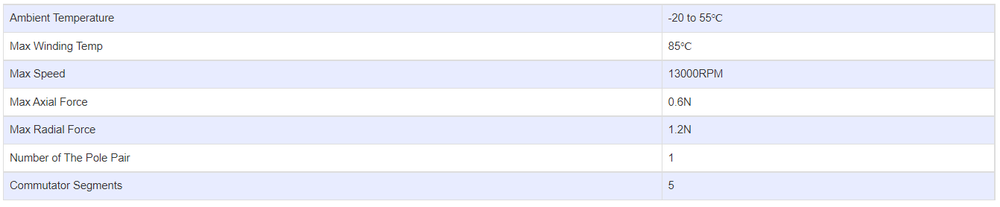 Ambient Temperature -20 to 55℃
Max Winding Temp 85℃
Max Speed 13000RPM
Max Axial Force 0.6N
Max Radial Force 1.2N
Number of The Pole Pair 1
Commutator Segments 5